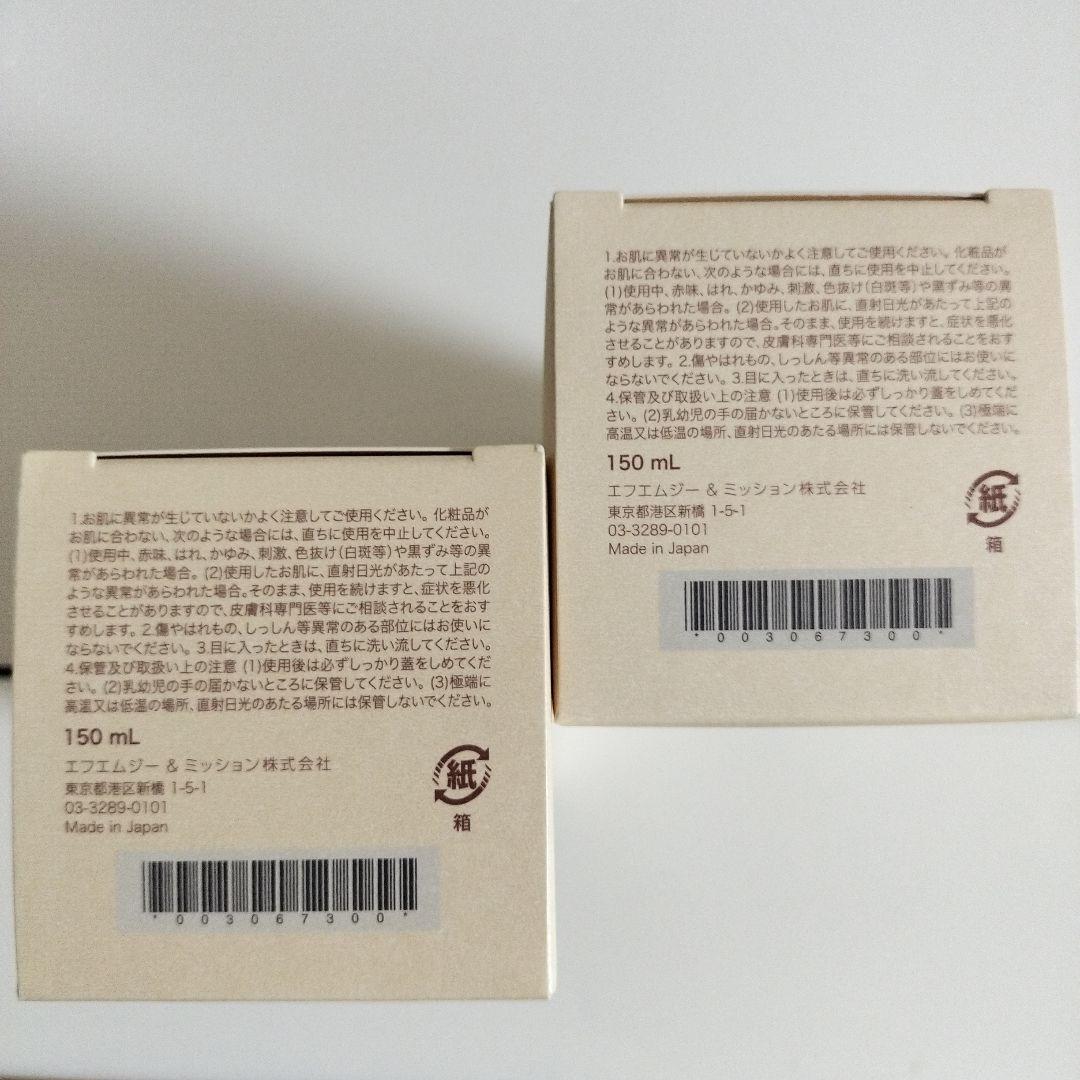 1.お肌に異常が生じていないかよく注意してご使用ください。化粧品が
お肌に合わない、次のような場合には、直ちに使用を中止してください。
(1)使用中、赤味、はれ、かゆみ、刺激、色抜け(白斑等)や黒ずみ等の異
常があらわれた場合。(2)使用したお肌に、直射日光があたって上記の
ような異常があらわれた場合。そのまま、使用を続けますと、症状を悪化
させることがありますので、皮膚科専門医等にご相談されることをおす
すめします。2.傷やはれもの、しっしん等異常のある部位にはお使いに
ならないでください。3.目に入ったときは、直ちに洗い流してください。
4.保管及び取扱い上の注意 (1)使用後は必ずしっかり蓋をしめてくだ
さい。(2)乳幼児の手の届かないところに保管してください。(3)極端に
高温又は低温の場所、直射日光のあたる場所には保管しないでください。
150 mL
エフエムジー & ミッション株式会社
東京都港区新橋 1-5-1
03-3289-0101
Made in Japan
紙
箱
*003067300*
1.お肌に異常が生じていないかよく注意してご使用ください。化粧品が
お肌に合わない、次のような場合には、直ちに使用を中止してください。
(1)使用中、赤味、はれ、かゆみ、刺激、色抜け(白斑等)や黒ずみ等の異
常があらわれた場合。(2)使用したお肌に、直射日光があたって上記の
ような異常があらわれた場合。そのまま、使用を続けますと、症状を悪化
させることがありますので、皮膚科専門医等にご相談されることをおす
すめします。2.傷やはれもの、しっしん等異常のある部位にはお使いに
ならないでください。3.目に入ったときは、直ちに洗い流してください。
4.保管及び取扱い上の注意 (1)使用後は必ずしっかり蓋をしめてくだ
さい。(2)乳幼児の手の届かないところに保管してください。(3)極端に
高温又は低温の場所、直射日光のあたる場所には保管しないでください。
150 mL
エフエムジー & ミッション株式会社
東京都港区新橋 1-5-1
03-3289-0101
Made in Japan
紙
箱
*003067300*